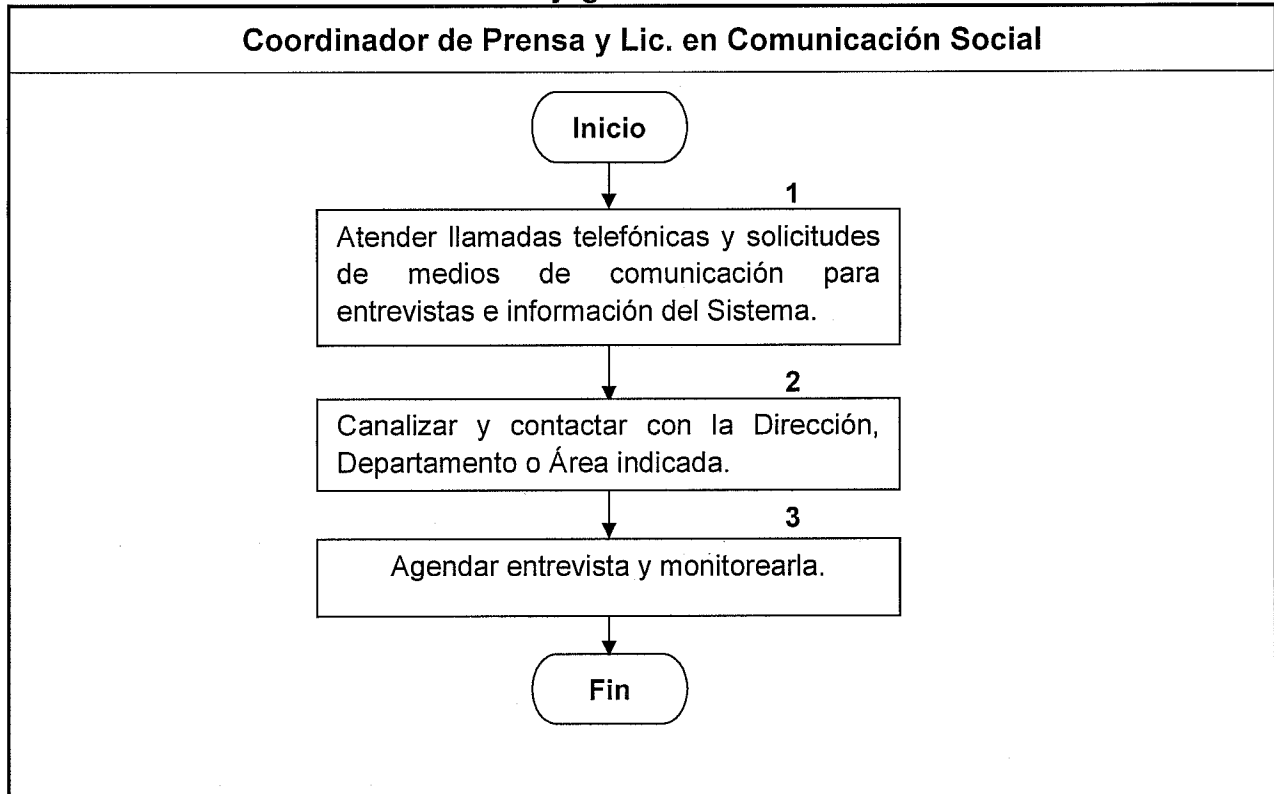 Coordinador de Prensa y Lic. en Comunicación Social
Inicio
1
Atender llamadas telefónicas y solicitudes
de medios de comunicación para
entrevistas e información del Sistema.
2
Canalizar y contactar con la Dirección,
Departamento o Área indicada.
3
Agendar entrevista y monitorearla.
Fin